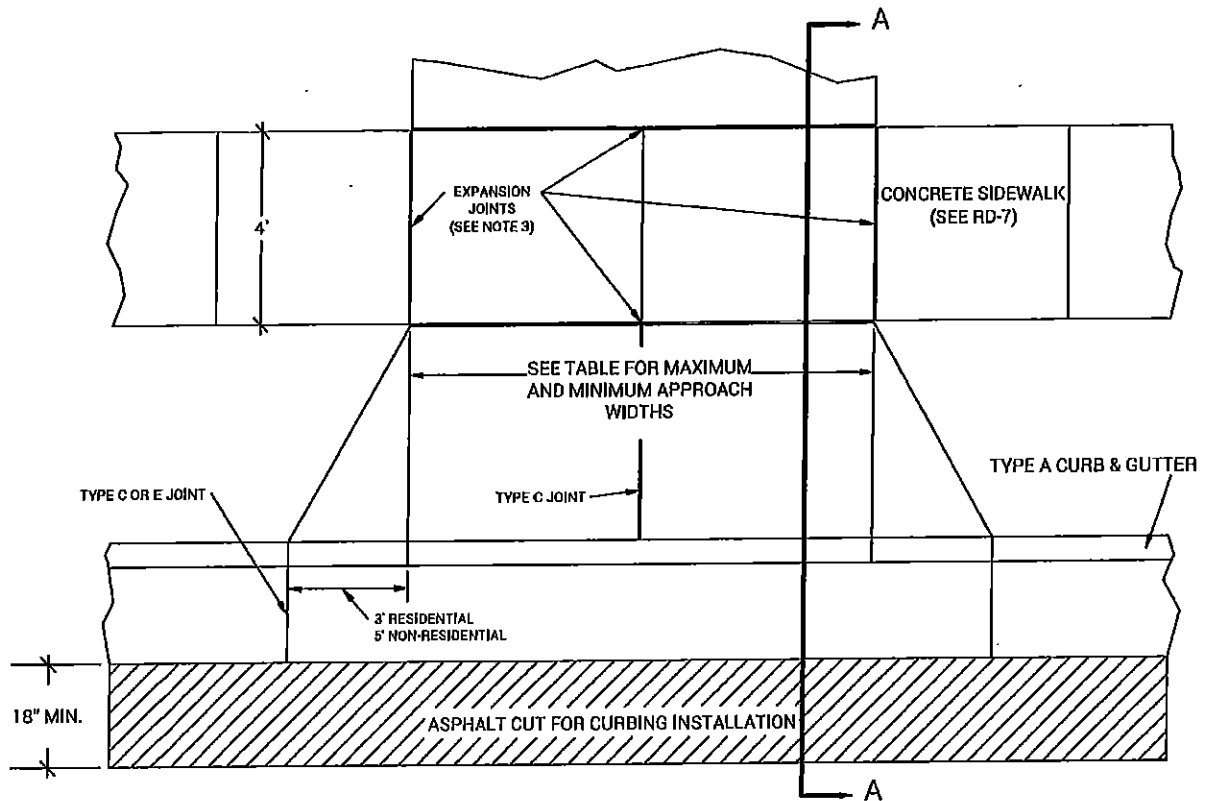 A
EXPANSION
JOINTS
(SEE NOTE 3)
CONCRETE SIDEWALK
(SEE RD-7)
4'
SEE TABLE FOR MAXIMUM
AND MINIMUM APPROACH
WIDTHS
TYPE A CURB & GUTTER
TYPE C OR E JOINT
TYPE C JOINT
3' RESIDENTIAL
5' NON-RESIDENTIAL
18" MIN.
ASPHALT CUT FOR CURBING INSTALLATION
A